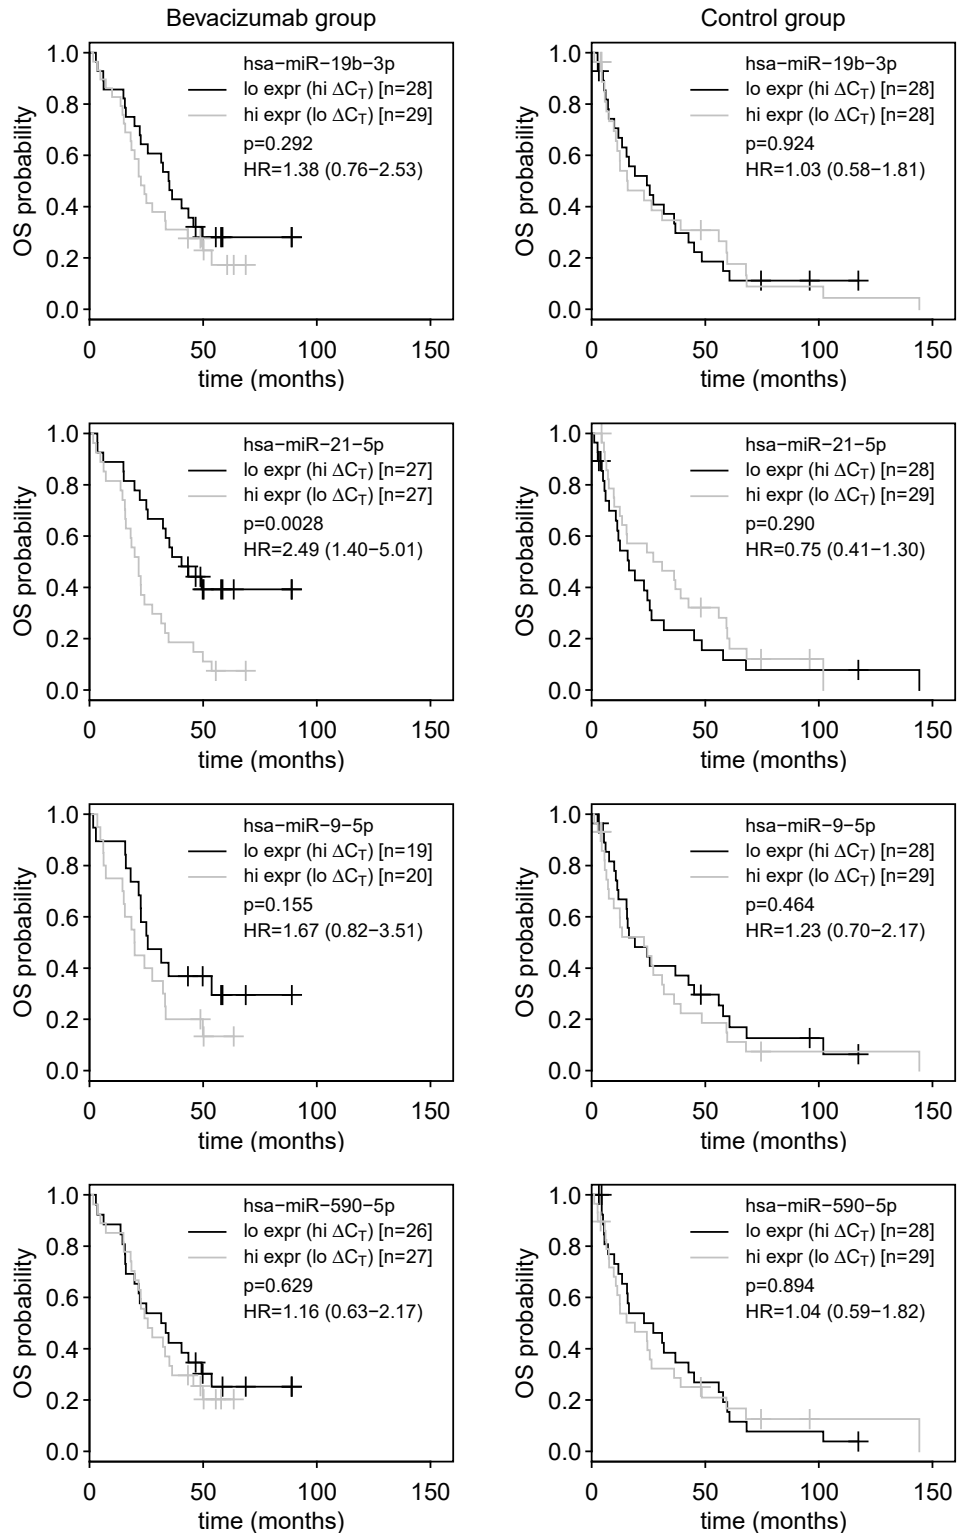 Bevacizumab group
Control group
hsa−miR−19b−3p
lo expr (hi ΔCT) [n=28]
hi expr (lo ΔCT) [n=29]
p=0.292
HR=1.38 (0.76−2.53)
OS probability
1.0
0.8
0.6
0.4
0.2
0.0
0 50 100 150
time (months)
hsa−miR−19b−3p
lo expr (hi ΔCT) [n=28]
hi expr (lo ΔCT) [n=28]
p=0.924
HR=1.03 (0.58−1.81)
OS probability
1.0
0.8
0.6
0.4
0.2
0.0
0 50 100 150
time (months)
hsa−miR−21−5p
lo expr (hi ΔCT) [n=27]
hi expr (lo ΔCT) [n=27]
p=0.0028
HR=2.49 (1.40−5.01)
OS probability
1.0
0.8
0.6
0.4
0.2
0.0
0 50 100 150
time (months)
hsa−miR−21−5p
lo expr (hi ΔCT) [n=28]
hi expr (lo ΔCT) [n=29]
p=0.290
HR=0.75 (0.41−1.30)
OS probability
1.0
0.8
0.6
0.4
0.2
0.0
0 50 100 150
time (months)
hsa−miR−9−5p
lo expr (hi ΔCT) [n=19]
hi expr (lo ΔCT) [n=20]
p=0.155
HR=1.67 (0.82−3.51)
OS probability
1.0
0.8
0.6
0.4
0.2
0.0
0 50 100 150
time (months)
hsa−miR−9−5p
lo expr (hi ΔCT) [n=28]
hi expr (lo ΔCT) [n=29]
p=0.464
HR=1.23 (0.70−2.17)
OS probability
1.0
0.8
0.6
0.4
0.2
0.0
0 50 100 150
time (months)
hsa−miR−590−5p
lo expr (hi ΔCT) [n=26]
hi expr (lo ΔCT) [n=27]
p=0.629
HR=1.16 (0.63−2.17)
OS probability
1.0
0.8
0.6
0.4
0.2
0.0
0 50 100 150
time (months)
hsa−miR−590−5p
lo expr (hi ΔCT) [n=28]
hi expr (lo ΔCT) [n=29]
p=0.894
HR=1.04 (0.59−1.82)
OS probability
1.0
0.8
0.6
0.4
0.2
0.0
0 50 100 150
time (months)